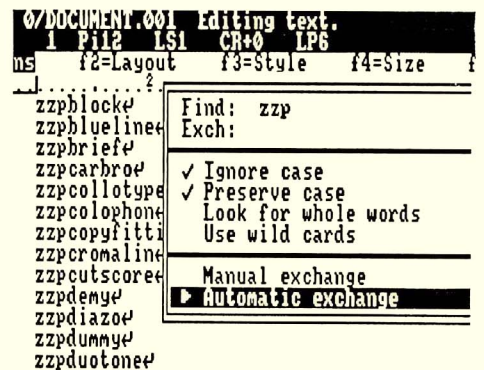 0/DOCUMENT.001 Editing text.
1 Pi12 LS1 CR+0 LP6
ns f2=Layout f3=Style f4=Size f
2
zzpblock↵
zzpblueline↵
zzpbrief↵
zzpcarbro↵
zzpcollotype
zzpcolophon↵
zzpcopyfitti
zzpcromalin↵
zzpcutscore↵
zzpdemy↵
zzpdiazo↵
zzpdummy↵
zzpduotone↵
Find: zzp
Exch:
✓ Ignore case
✓ Preserve case
Look for whole words
Use wild cards
Manual exchange
▶ Automatic exchange